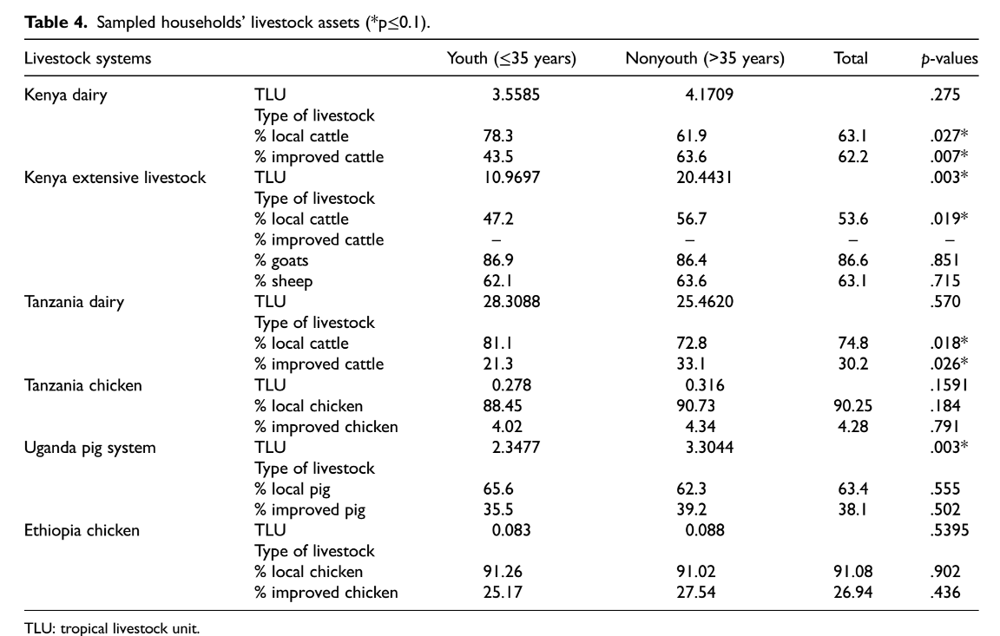 Table 4. Sampled households’ livestock assets (*p≤0.1).
Livestock systems Youth (≤35 years) Nonyouth (>35 years) Total p-values
Kenya dairy TLU 3.5585 4.1709 .275
Type of livestock
% local cattle 78.3 61.9 63.1 .027*
% improved cattle 43.5 63.6 62.2 .007*
Kenya extensive livestock TLU 10.9697 20.4431 .003*
Type of livestock
% local cattle 47.2 56.7 53.6 .019*
% improved cattle – – – –
% goats 86.9 86.4 86.6 .851
% sheep 62.1 63.6 63.1 .715
Tanzania dairy TLU 28.3088 25.4620 .570
Type of livestock
% local cattle 81.1 72.8 74.8 .018*
% improved cattle 21.3 33.1 30.2 .026*
Tanzania chicken TLU 0.278 0.316 .1591
% local chicken 88.45 90.73 90.25 .184
% improved chicken 4.02 4.34 4.28 .791
Uganda pig system TLU 2.3477 3.3044 .003*
Type of livestock
% local pig 65.6 62.3 63.4 .555
% improved pig 35.5 39.2 38.1 .502
Ethiopia chicken TLU 0.083 0.088 .5395
Type of livestock
% local chicken 91.26 91.02 91.08 .902
% improved chicken 25.17 27.54 26.94 .436
TLU: tropical livestock unit.